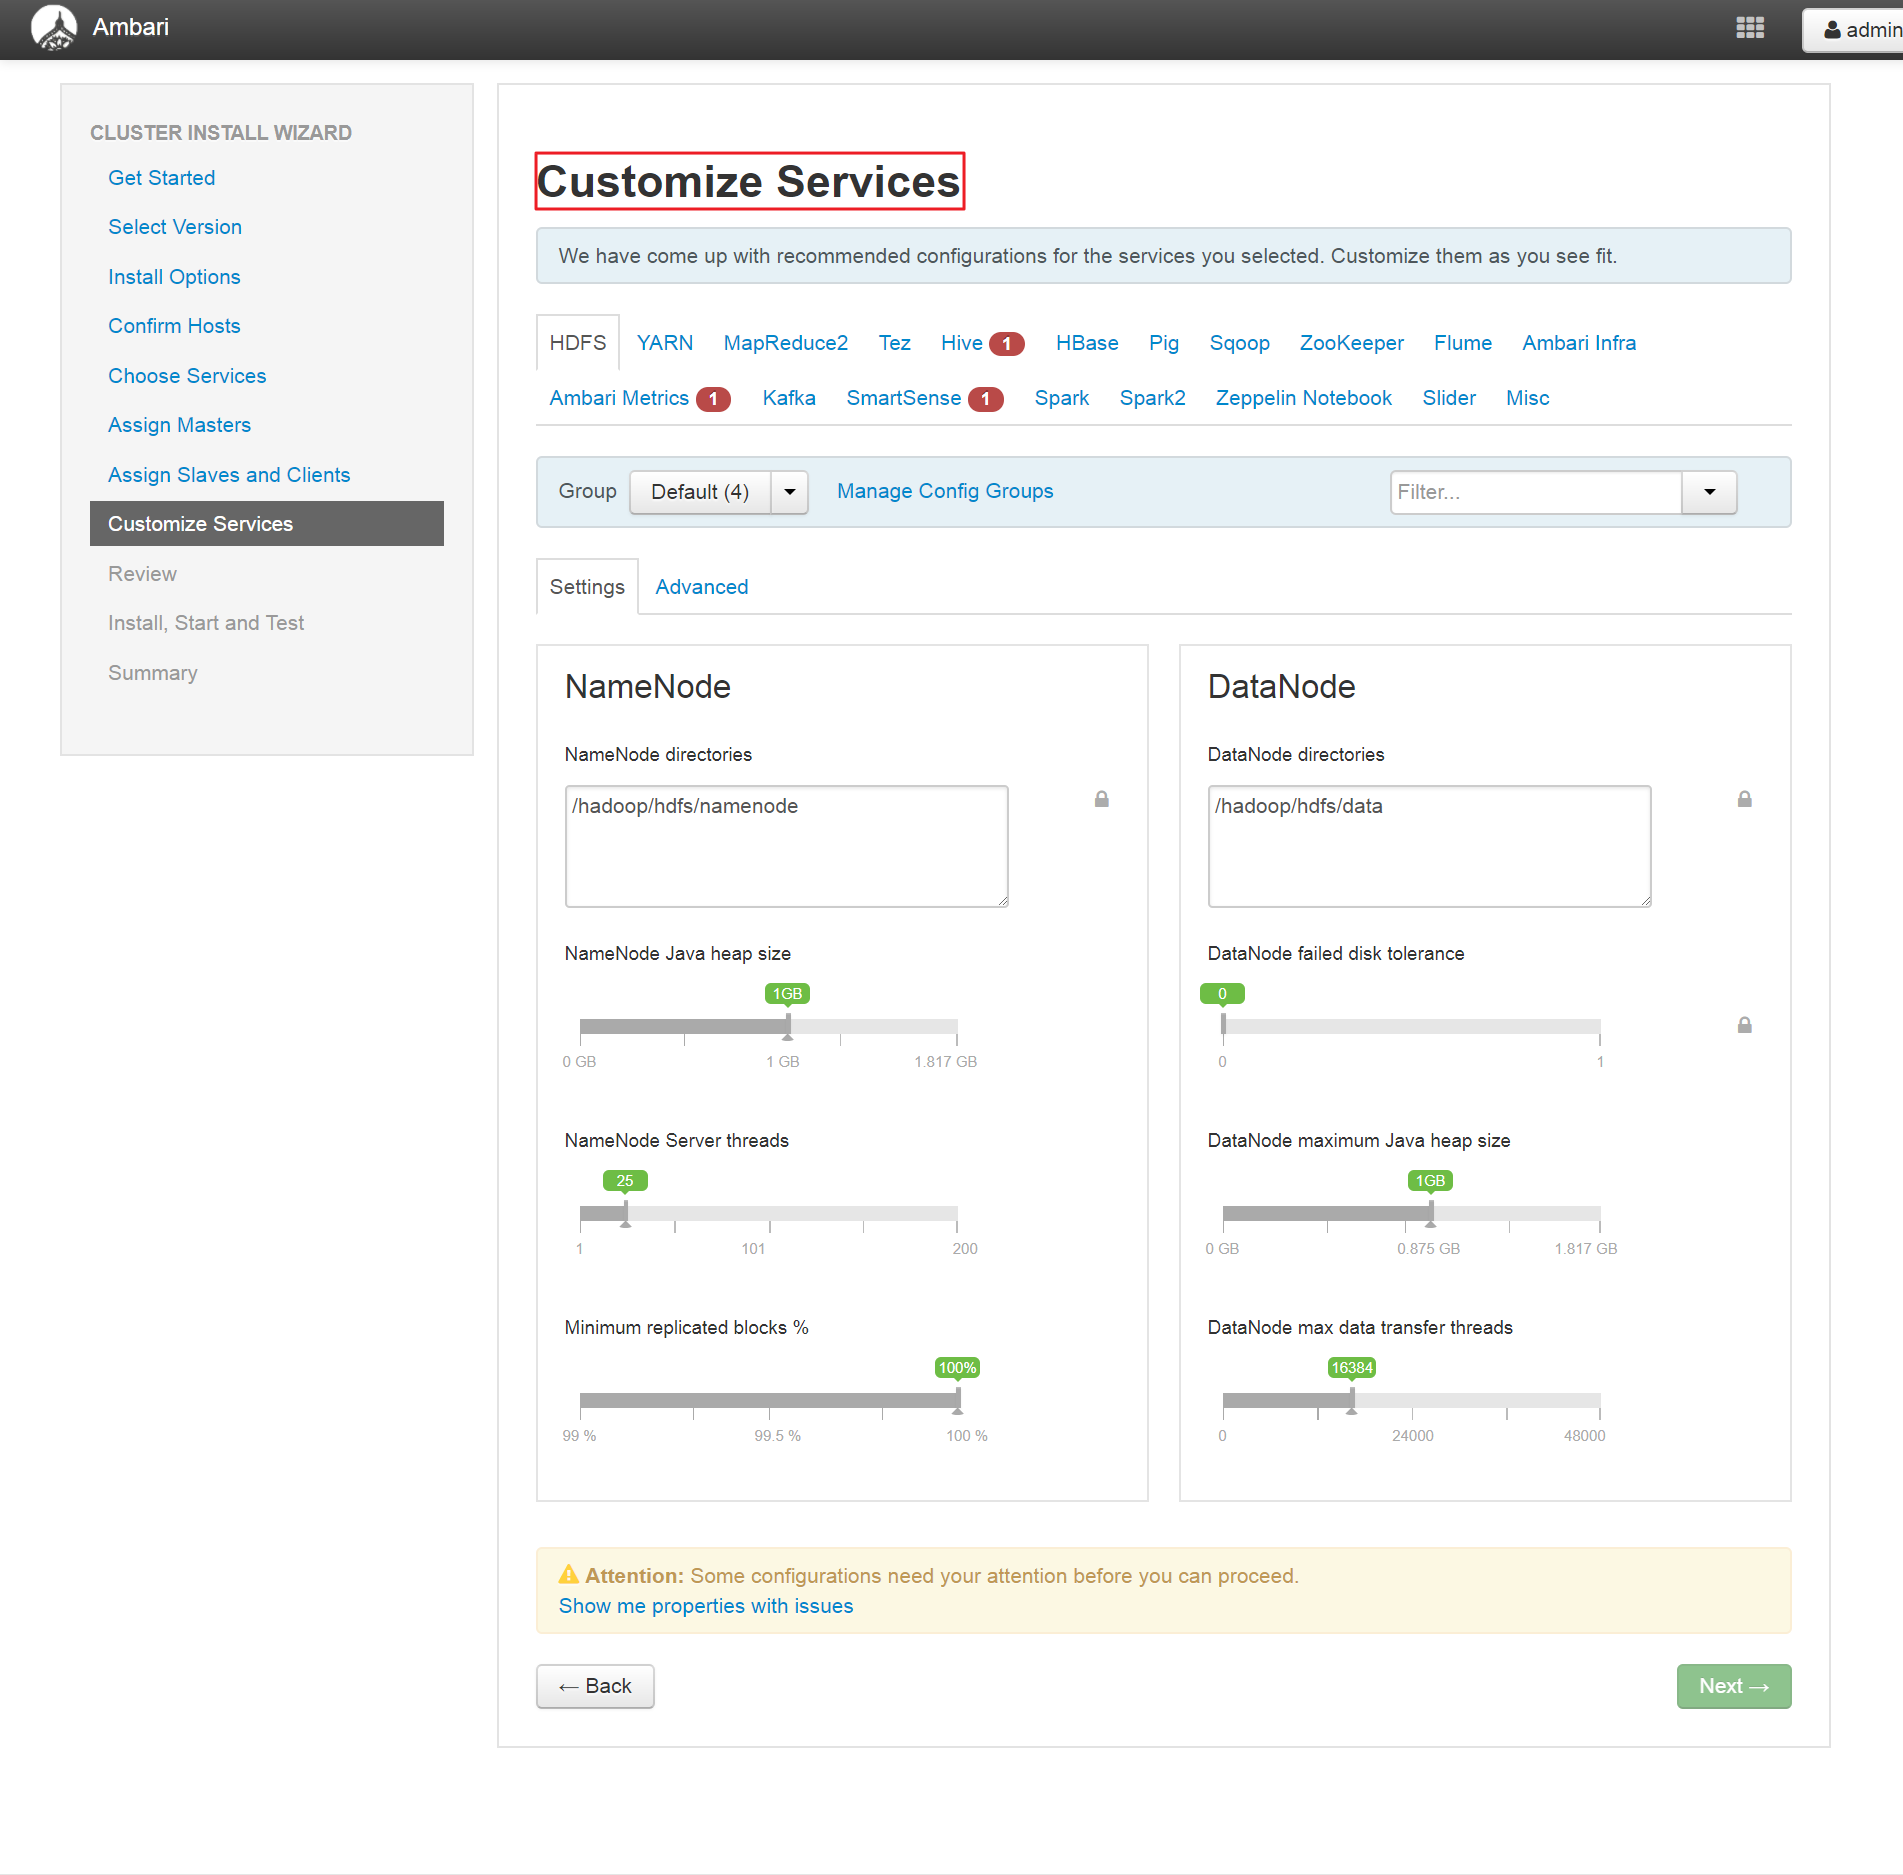 Ambari
admin
CLUSTER INSTALL WIZARD
Get Started
Select Version
Install Options
Confirm Hosts
Choose Services
Assign Masters
Assign Slaves and Clients
Customize Services
Review
Install, Start and Test
Summary
Customize Services
We have come up with recommended configurations for the services you selected. Customize them as you see fit.
HDFS YARN MapReduce2 Tez Hive 1 HBase Pig Sqoop ZooKeeper Flume Ambari Infra
Ambari Metrics 1 Kafka SmartSense 1 Spark Spark2 Zeppelin Notebook Slider Misc
Group Default (4) Manage Config Groups Filter...
Settings Advanced
NameNode
NameNode directories
/hadoop/hdfs/namenode
NameNode Java heap size
1GB
0 GB 1 GB 1.817 GB
NameNode Server threads
25
1 101 200
Minimum replicated blocks %
100%
99 % 99.5 % 100 %
DataNode
DataNode directories
/hadoop/hdfs/data
DataNode failed disk tolerance
0
0 1
DataNode maximum Java heap size
1GB
0 GB 0.875 GB 1.817 GB
DataNode max data transfer threads
16384
0 24000 48000
Attention: Some configurations need your attention before you can proceed.
Show me properties with issues
← Back
Next →